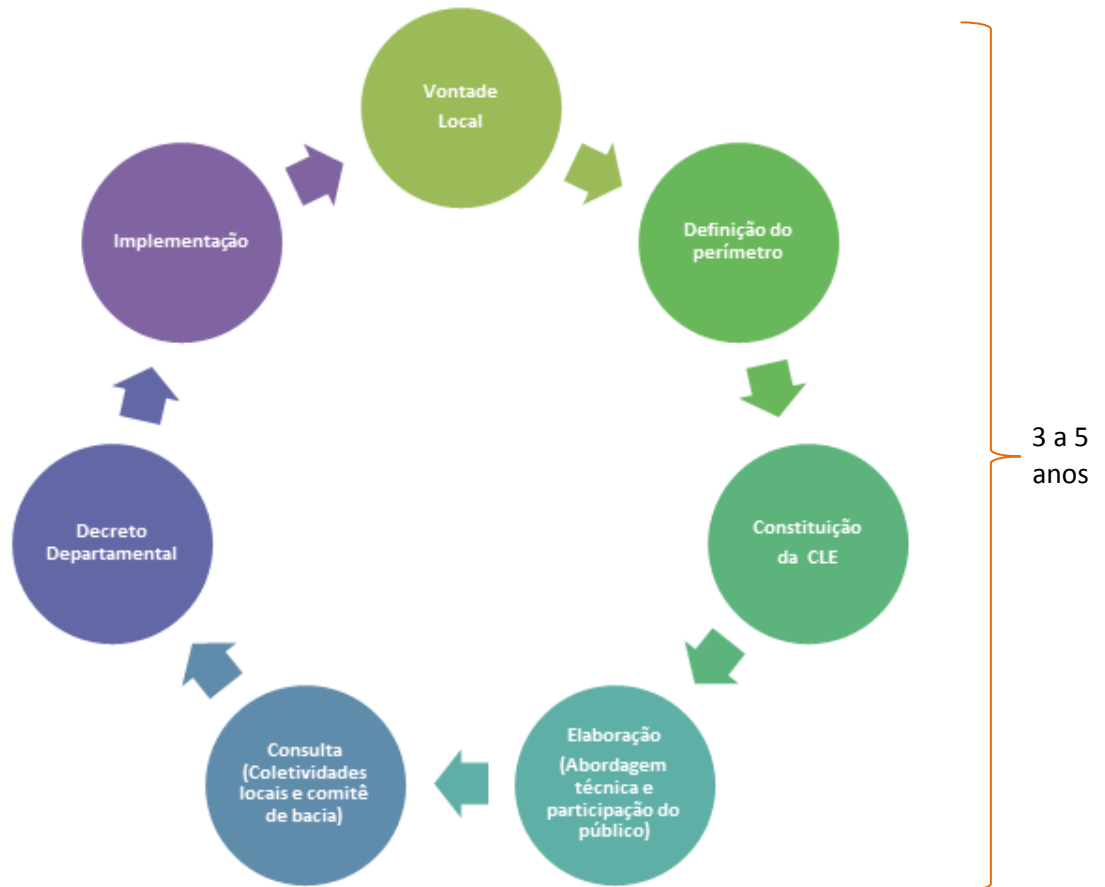 Vontade
Local
Definição do
perímetro
Constituição
da CLE
Elaboração
(Abordagem
técnica e
participação do
público)
Consulta
(Coletividades
locais e comitê
de bacia)
Decreto
Departamental
Implementação
3 a 5
anos